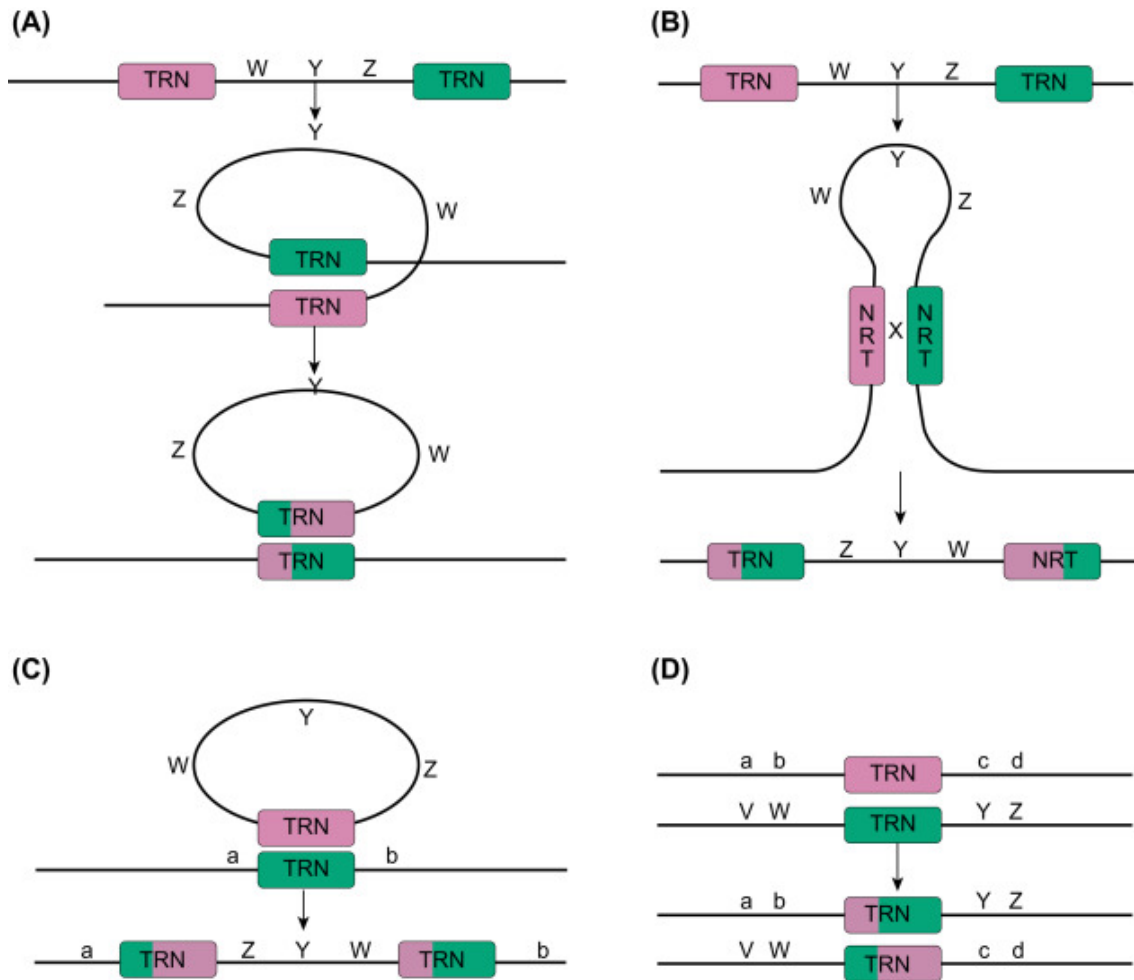 (A)
TRN W Y Z TRN
Y
Z
W
TRN
TRN
Y
Z
W
TRN
TRN
(B)
TRN W Y Z TRN
Y
W
Z
NRT X NRT
TRN Z Y W NRT
(C)
Y
W
Z
TRN
a TRN b
a TRN Z Y W TRN b
(D)
a b TRN c d
V W TRN Y Z
a b TRN Y Z
V W TRN c d